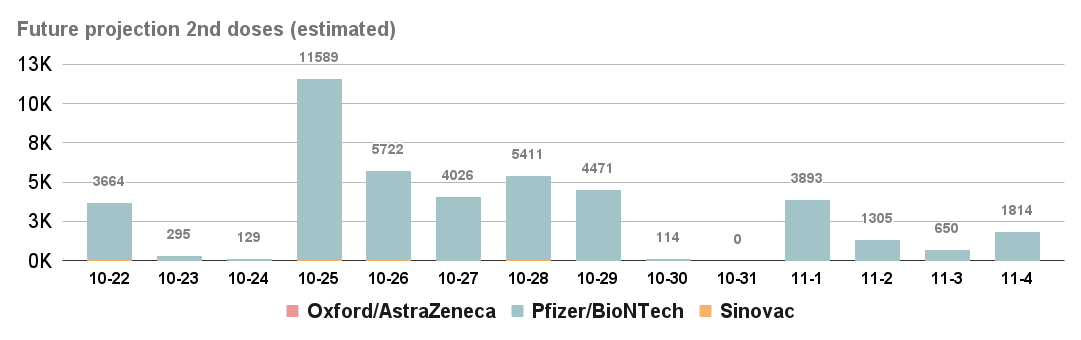 Future projection 2nd doses (estimated)
13K
10K
8K
5K
3K
0K
3664
295
129
11589
5722
4026
5411
4471
114
0
3893
1305
650
1814
10-22 10-23 10-24 10-25 10-26 10-27 10-28 10-29 10-30 10-31 11-1 11-2 11-3 11-4
Oxford/AstraZeneca Pfizer/BioNTech Sinovac